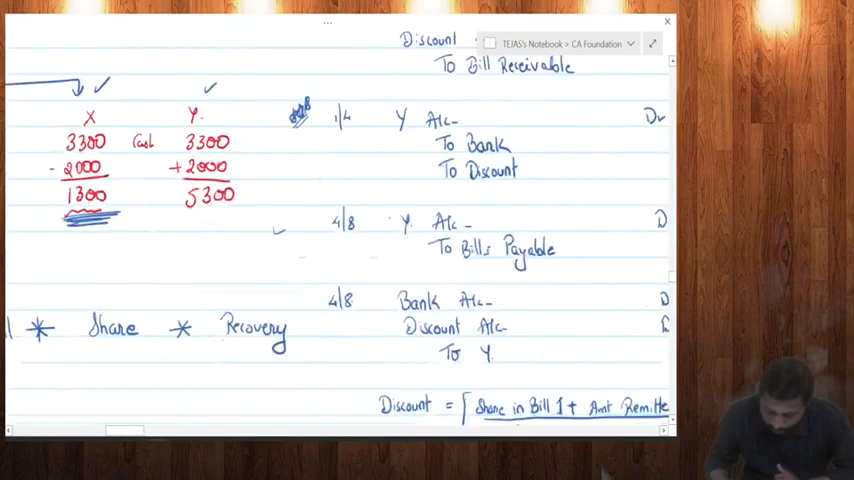 TEJAS's Notebook > CA Foundation
Discount
To Bill Receivable
X Y.
3300 Cash 3300
- 2000 + 2000
1300 5300
1/4 Y A/c- Dr
To Bank
To Discount
4/8 Y. A/c- D
To Bills Payable
4/8 Bank A/c- D
Discount A/c-
To Y.
* Share * Recovery
Discount = [ Share in Bill 1 + Amt Remitte